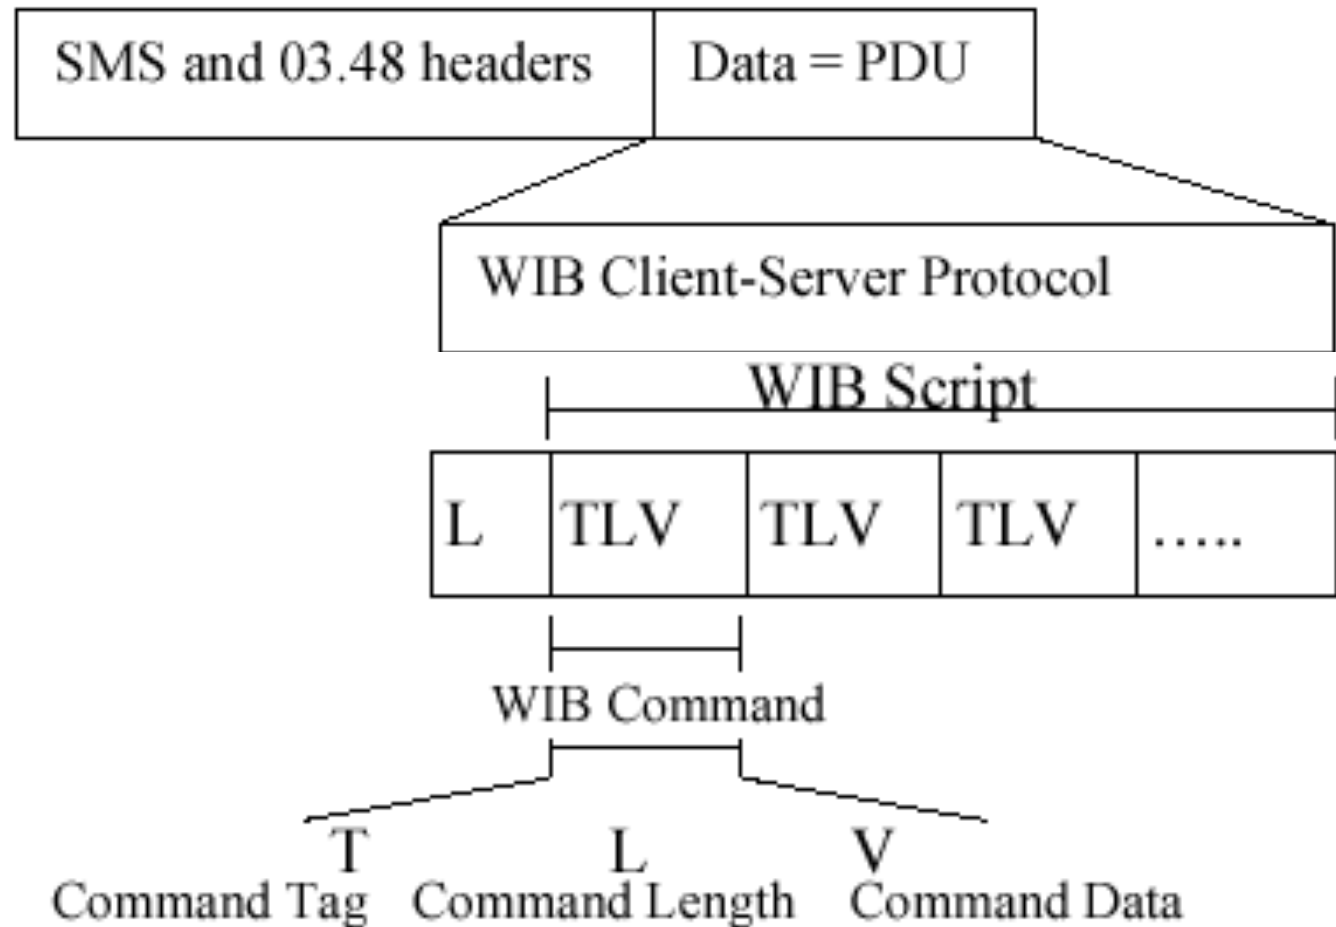 SMS and 03.48 headers Data = PDU
WIB Client-Server Protocol
WIB Script
L TLV TLV TLV .....
WIB Command
T L V
Command Tag Command Length Command Data